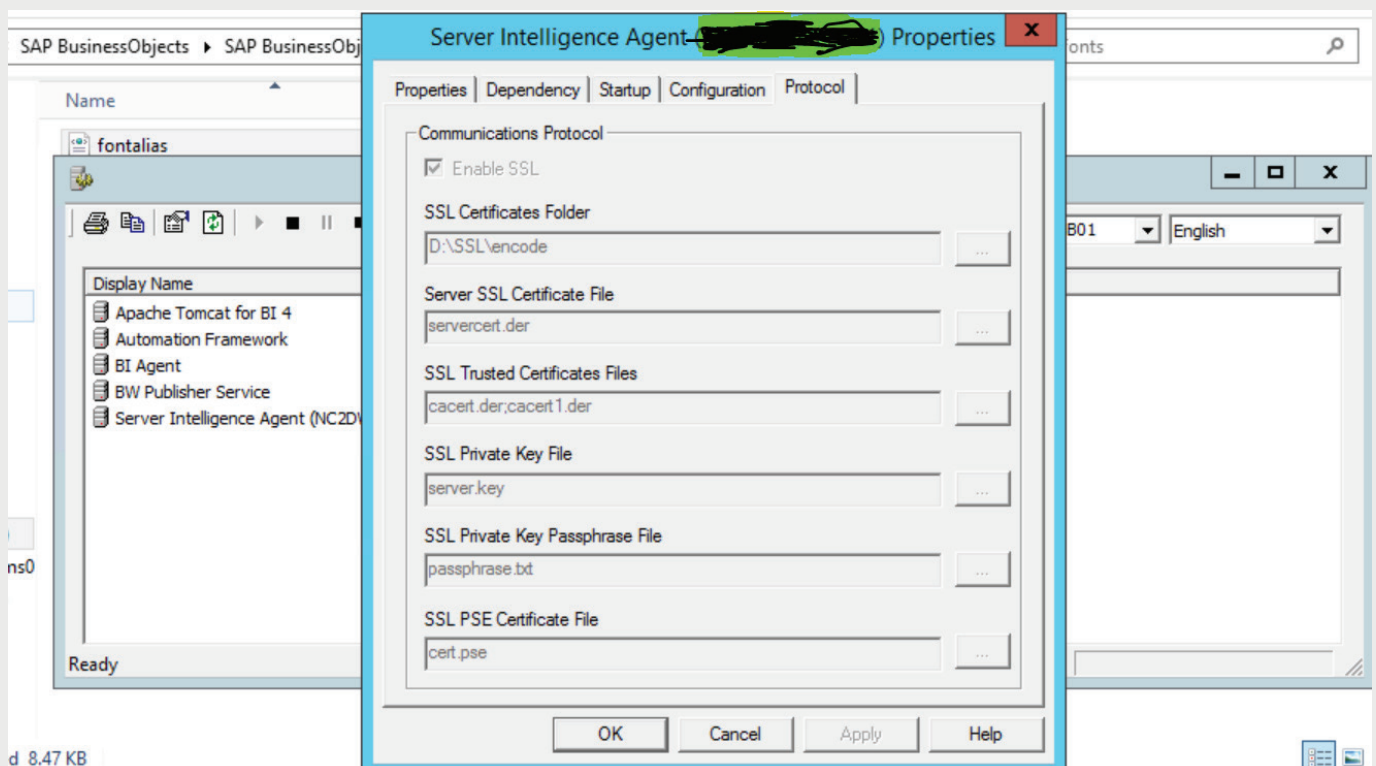 Server Intelligence Agent ( ) Properties
x
SAP BusinessObjects ▸ SAP BusinessObj
onts
Name
fontalias
Properties Dependency Startup Configuration Protocol
Communications Protocol
Enable SSL
SSL Certificates Folder
D:\SSL\encode
...
Server SSL Certificate File
servercert.der
...
SSL Trusted Certificates Files
cacert.der;cacert1.der
...
SSL Private Key File
server.key
...
SSL Private Key Passphrase File
passphrase.txt
...
SSL PSE Certificate File
cert.pse
...
OK Cancel Apply Help
B01 English
Display Name
Apache Tomcat for BI 4
Automation Framework
BI Agent
BW Publisher Service
Server Intelligence Agent (NC2D
Ready
ms0
d 8.47 KB